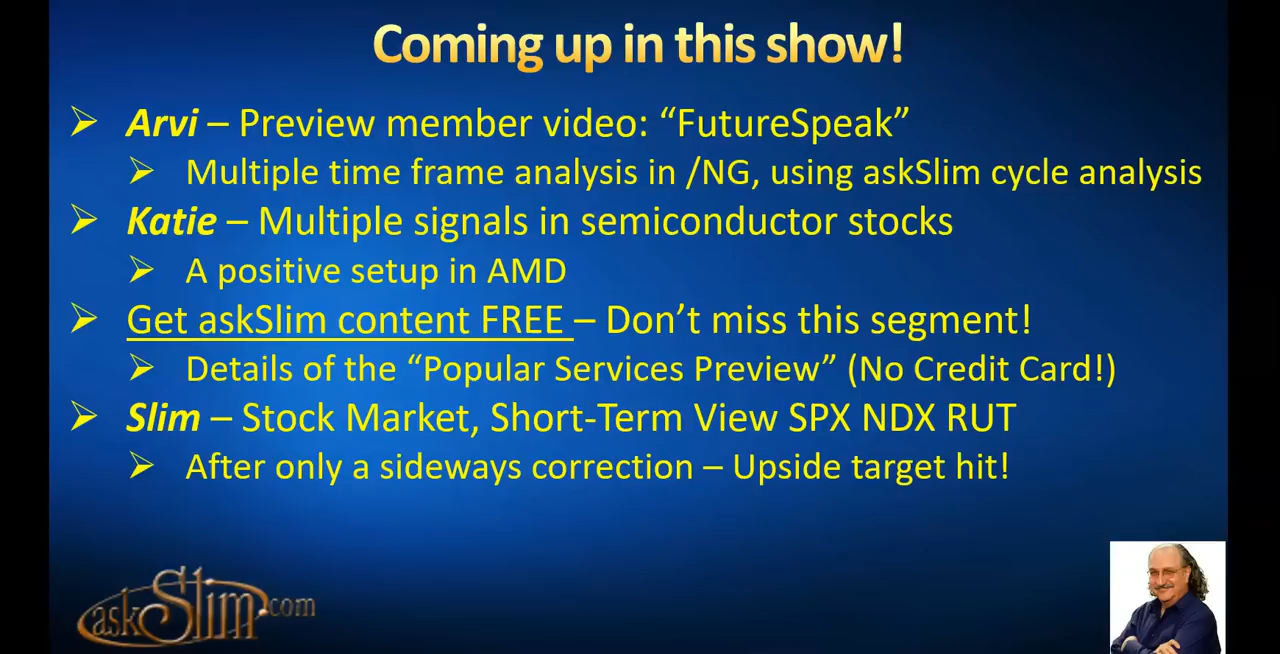 Coming up in this show!
Arvi – Preview member video: “FutureSpeak”
Multiple time frame analysis in /NG, using askSlim cycle analysis
Katie – Multiple signals in semiconductor stocks
A positive setup in AMD
Get askSlim content FREE – Don’t miss this segment!
Details of the “Popular Services Preview” (No Credit Card!)
Slim – Stock Market, Short-Term View SPX NDX RUT
After only a sideways correction – Upside target hit!
askSlim.com